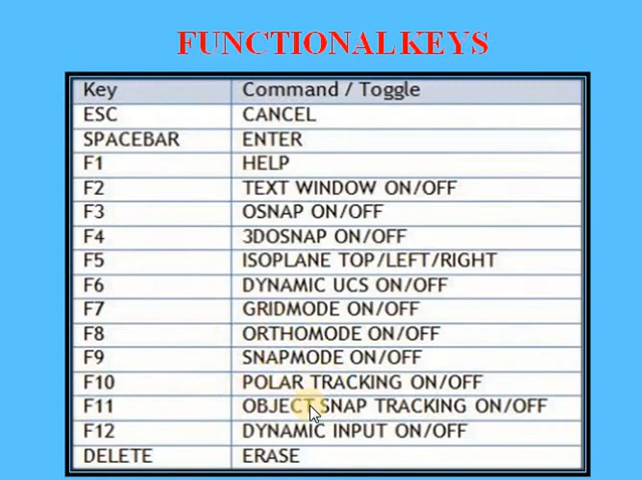 FUNCTIONAL KEYS
Key Command / Toggle
ESC CANCEL
SPACEBAR ENTER
F1 HELP
F2 TEXT WINDOW ON/OFF
F3 OSNAP ON/OFF
F4 3DOSNAP ON/OFF
F5 ISOPLANE TOP/LEFT/RIGHT
F6 DYNAMIC UCS ON/OFF
F7 GRIDMODE ON/OFF
F8 ORTHOMODE ON/OFF
F9 SNAPMODE ON/OFF
F10 POLAR TRACKING ON/OFF
F11 OBJECT SNAP TRACKING ON/OFF
F12 DYNAMIC INPUT ON/OFF
DELETE ERASE